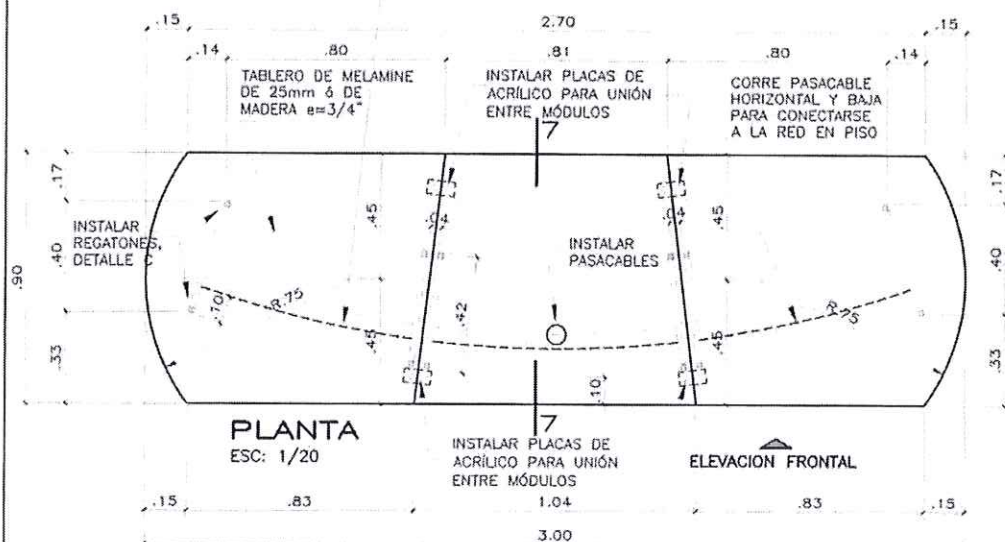 .15
2.70
.15
.14
.80
.81
.80
.14
TABLERO DE MELAMINE
DE 25mm ó DE
MADERA e=3/4"
INSTALAR PLACAS DE
ACRÍLICO PARA UNIÓN
ENTRE MÓDULOS
CORRE PASACABLE
HORIZONTAL Y BAJA
PARA CONECTARSE
A LA RED EN PISO
7
.17
.17
.45
.04
.04
.45
INSTALAR
REGATONES,
DETALLE C
INSTALAR
PASACABLES
.90
.40
.40
.70
R.75
R.75
.45
.42
.45
.33
.33
.10
7
PLANTA
ESC: 1/20
INSTALAR PLACAS DE
ACRÍLICO PARA UNIÓN
ENTRE MÓDULOS
ELEVACION FRONTAL
.15
.83
1.04
.83
.15
3.00